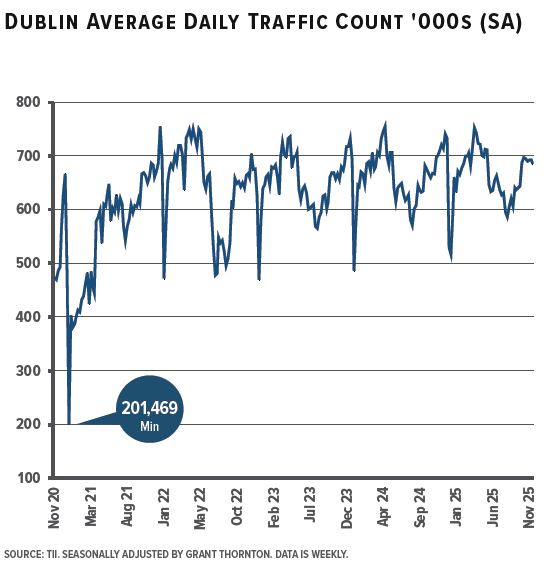 DUBLIN AVERAGE DAILY TRAFFIC COUNT '000S (SA)
800
700
600
500
400
300
200
100
201,469
Min
Nov 20 Mar 21 Aug 21 Jan 22 May 22 Oct 22 Feb 23 Jul 23 Dec 23 Apr 24 Sep 24 Jan 25 Jun 25 Nov 25
SOURCE: TII. SEASONALLY ADJUSTED BY GRANT THORNTON. DATA IS WEEKLY.